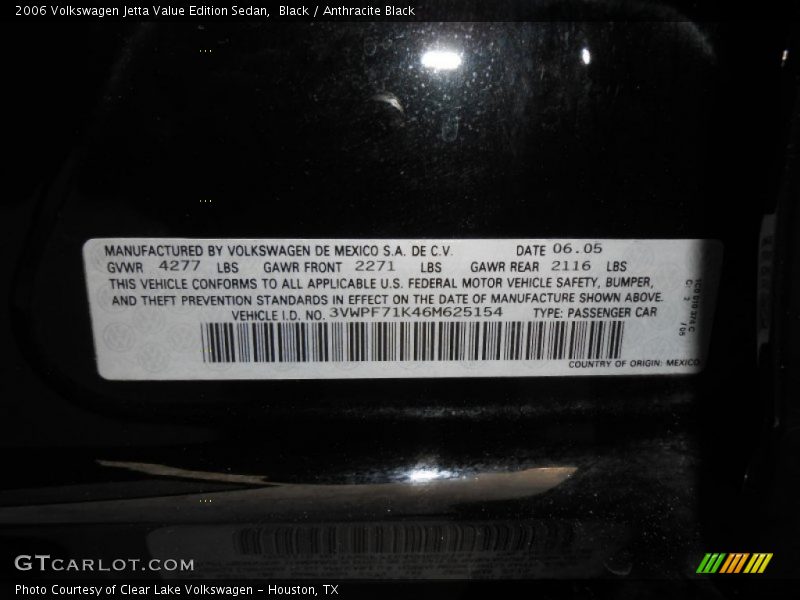 2006 Volkswagen Jetta Value Edition Sedan,  Black / Anthracite Black
MANUFACTURED BY VOLKSWAGEN DE MEXICO S.A. DE C.V. DATE 06.05
GVWR 4277 LBS GAWR FRONT 2271 LBS GAWR REAR 2116 LBS
THIS VEHICLE CONFORMS TO ALL APPLICABLE U.S. FEDERAL MOTOR VEHICLE SAFETY, BUMPER,
AND THEFT PREVENTION STANDARDS IN EFFECT ON THE DATE OF MANUFACTURE SHOWN ABOVE.
VEHICLE I.D. NO. 3VWPF71K46M625154 TYPE: PASSENGER CAR
COUNTRY OF ORIGIN: MEXICO
GTCARLOT.COM
Photo Courtesy of Clear Lake Volkswagen - Houston, TX